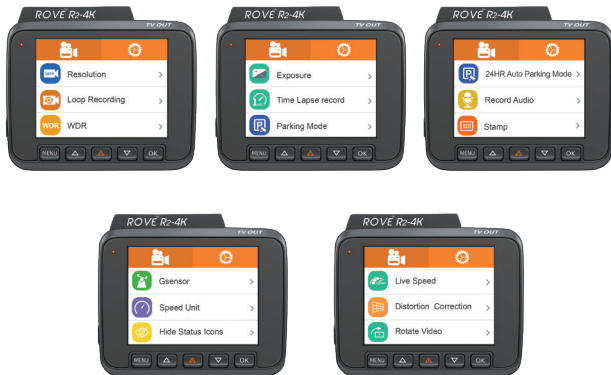 ROVE R2-4K
TV OUT
Resolution
Loop Recording
WDR
WDR
MENU
OK
ROVE R2-4K
TV OUT
Exposure
Time Lapse record
P
Parking Mode
MENU
OK
ROVE R2-4K
TV OUT
P
24HR Auto Parking Mode
Record Audio
Stamp
MENU
OK
ROVE R2-4K
TV OUT
Gsensor
Speed Unit
Hide Status Icons
MENU
OK
ROVE R2-4K
TV OUT
Live Speed
Distortion Correction
Rotate Video
MENU
OK